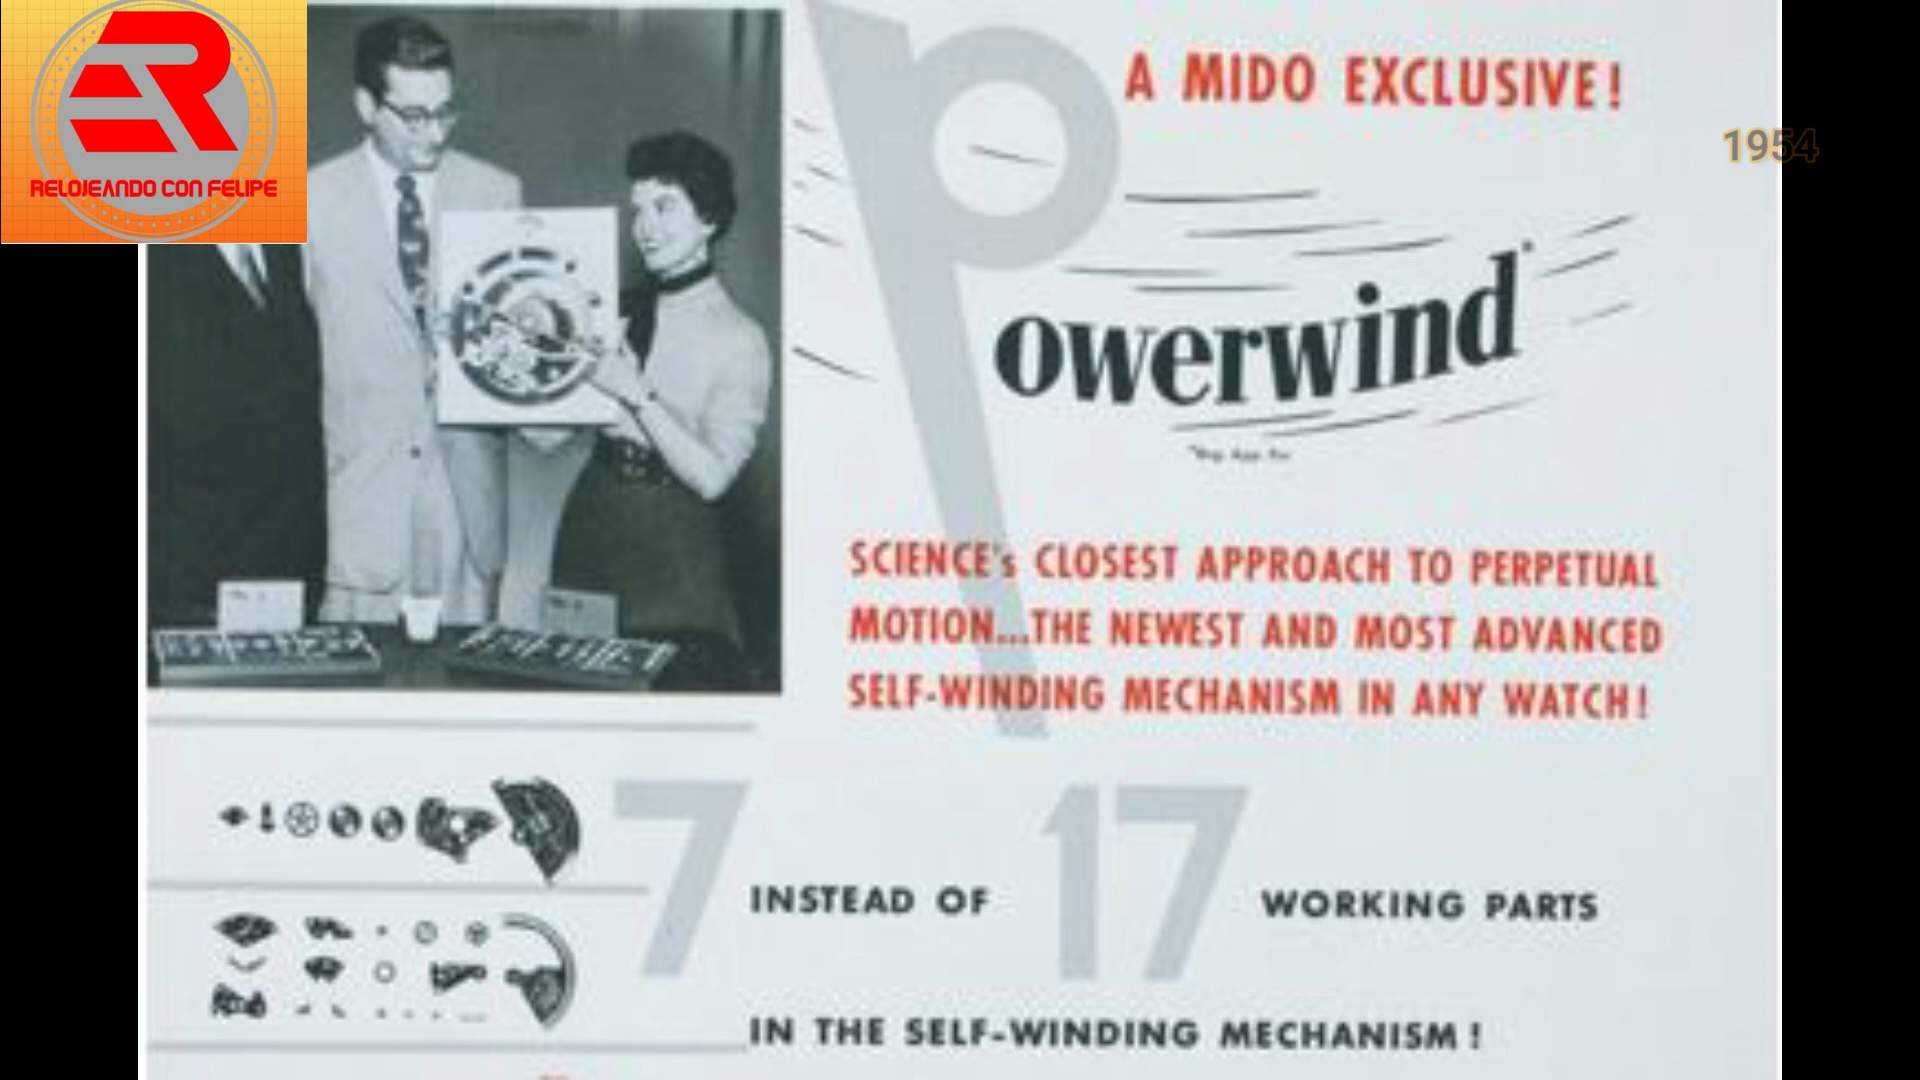 ER
RELOJEANDO CON FELIPE
A MIDO EXCLUSIVE!
1954
Powerwind*
SCIENCE's CLOSEST APPROACH TO PERPETUAL
MOTION...THE NEWEST AND MOST ADVANCED
SELF-WINDING MECHANISM IN ANY WATCH!
7 INSTEAD OF 17 WORKING PARTS
IN THE SELF-WINDING MECHANISM!